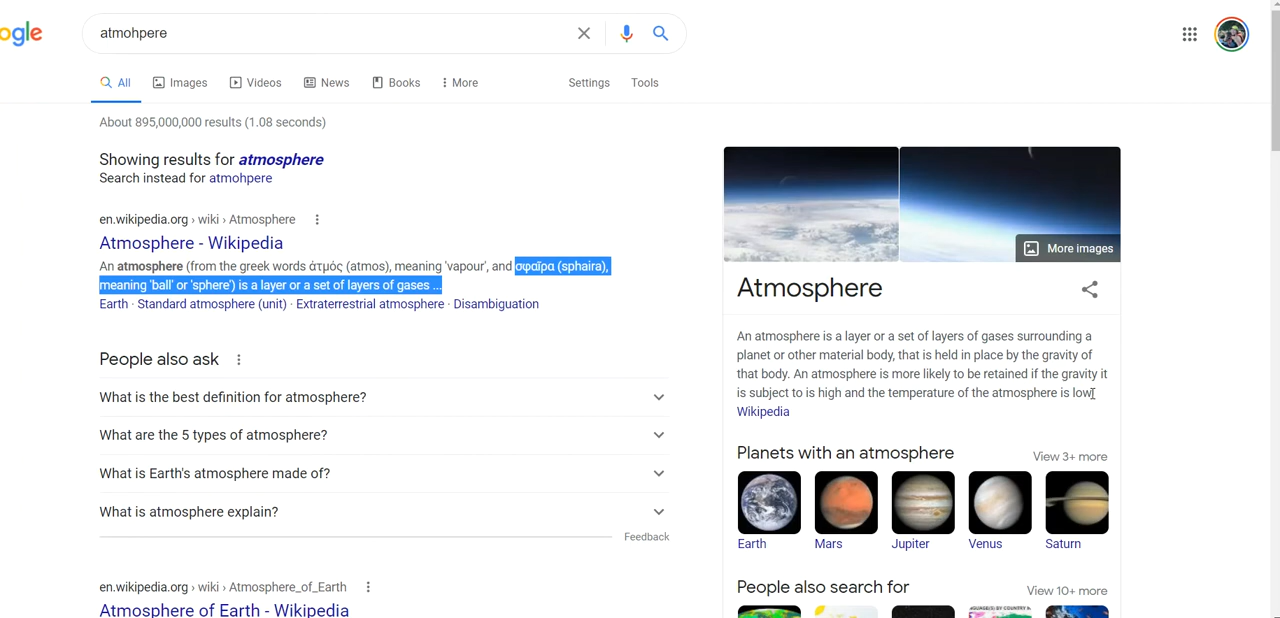 ogle
atmohpere
All
Images
Videos
News
Books
More
Settings
Tools
About 895,000,000 results (1.08 seconds)
Showing results for atmosphere
Search instead for atmohpere
en.wikipedia.org › wiki › Atmosphere
Atmosphere - Wikipedia
An atmosphere (from the greek words ἀτμός (atmos), meaning 'vapour', and σφαῖρα (sphaira),
meaning 'ball' or 'sphere') is a layer or a set of layers of gases ...
Earth · Standard atmosphere (unit) · Extraterrestrial atmosphere · Disambiguation
People also ask
What is the best definition for atmosphere?
What are the 5 types of atmosphere?
What is Earth's atmosphere made of?
What is atmosphere explain?
Feedback
en.wikipedia.org › wiki › Atmosphere_of_Earth
Atmosphere of Earth - Wikipedia
More images
Atmosphere
An atmosphere is a layer or a set of layers of gases surrounding a
planet or other material body, that is held in place by the gravity of
that body. An atmosphere is more likely to be retained if the gravity it
is subject to is high and the temperature of the atmosphere is low.
Wikipedia
Planets with an atmosphere
View 3+ more
Earth
Mars
Jupiter
Venus
Saturn
People also search for
View 10+ more